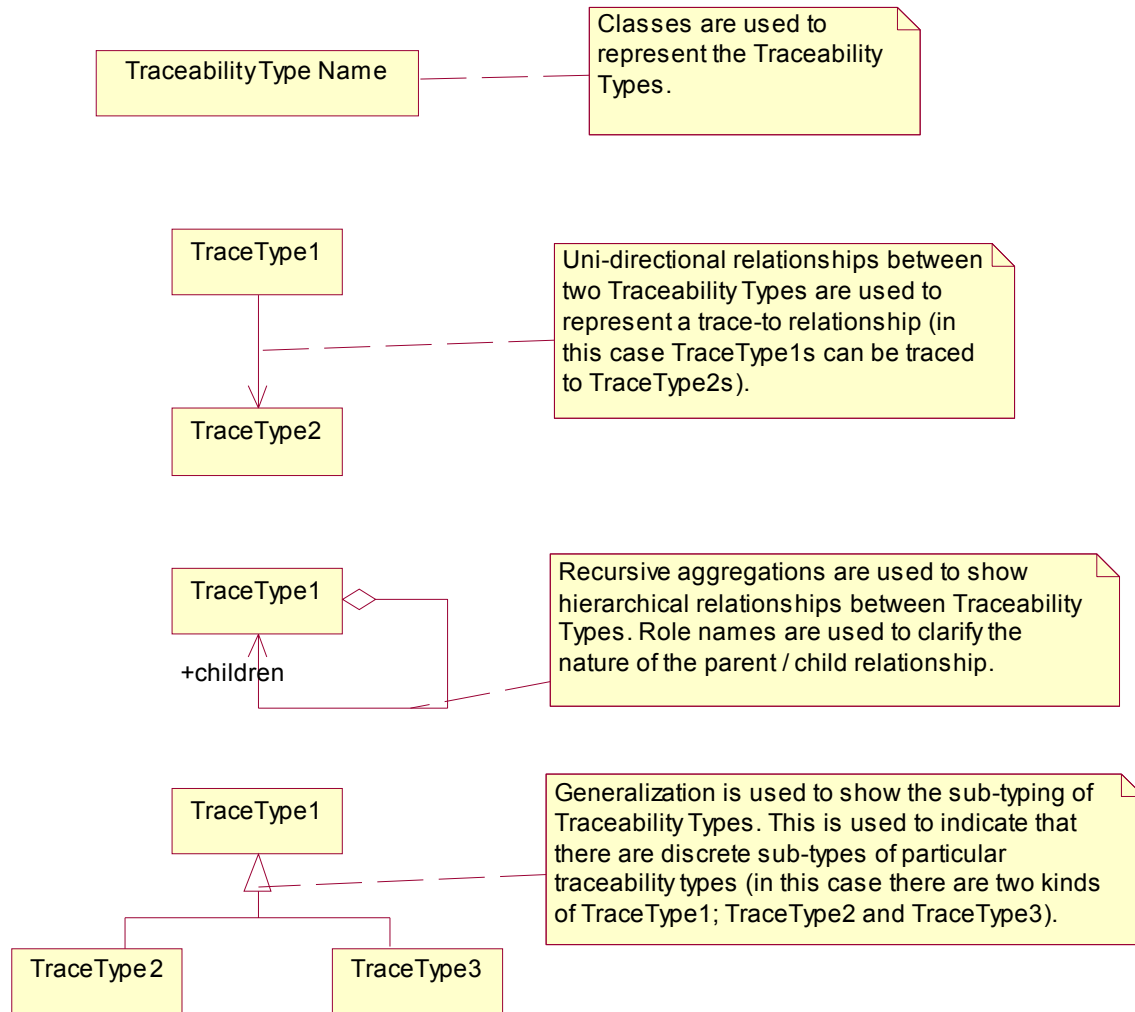 TraceabilityType Name
Classes are used to
represent the Traceability
Types.
TraceType1
Uni-directional relationships between
two Traceability Types are used to
represent a trace-to relationship (in
this case TraceType1s can be traced
to TraceType2s).
TraceType2
TraceType1
+children
Recursive aggregations are used to show
hierarchical relationships between Traceability
Types. Role names are used to clarify the
nature of the parent / child relationship.
TraceType1
Generalization is used to show the sub-typing of
Traceability Types. This is used to indicate that
there are discrete sub-types of particular
traceability types (in this case there are two kinds
of TraceType1; TraceType2 and TraceType3).
TraceType2
TraceType3